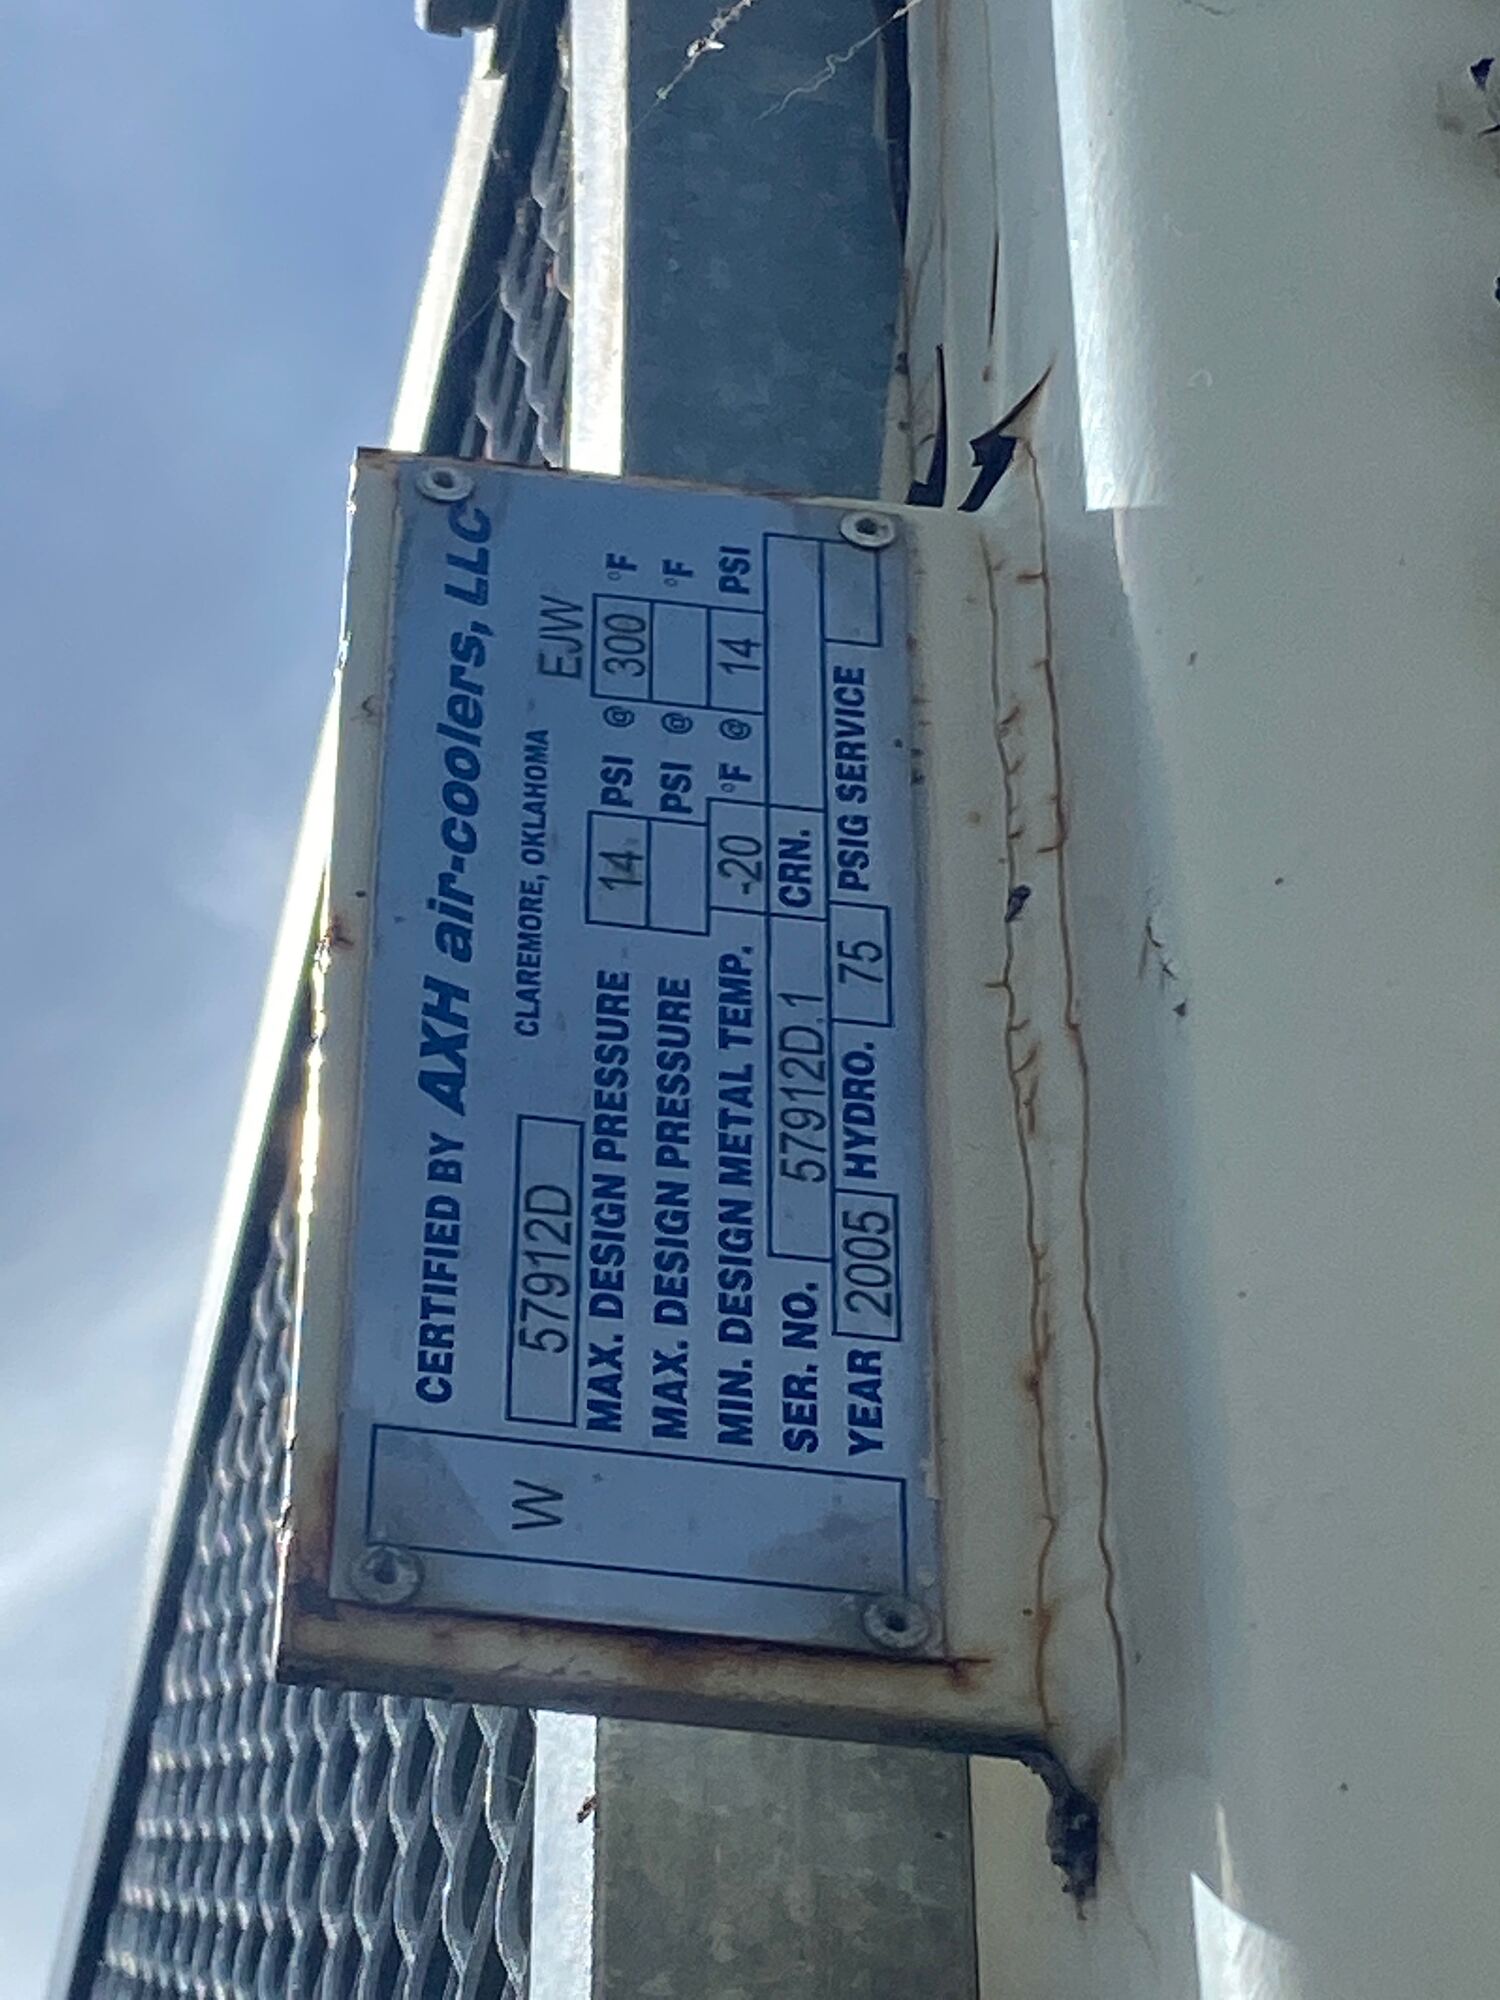 CERTIFIED BY AXH air-coolers, LLC
CLAREMORE, OKLAHOMA
57912D EJW
W
MAX. DESIGN PRESSURE 14 PSI @ 300 °F
MAX. DESIGN PRESSURE PSI @ °F
MIN. DESIGN METAL TEMP. -20 °F @ 14 PSI
SER. NO. 57912D.1 CRN.
YEAR 2005 HYDRO. 75 PSIG SERVICE